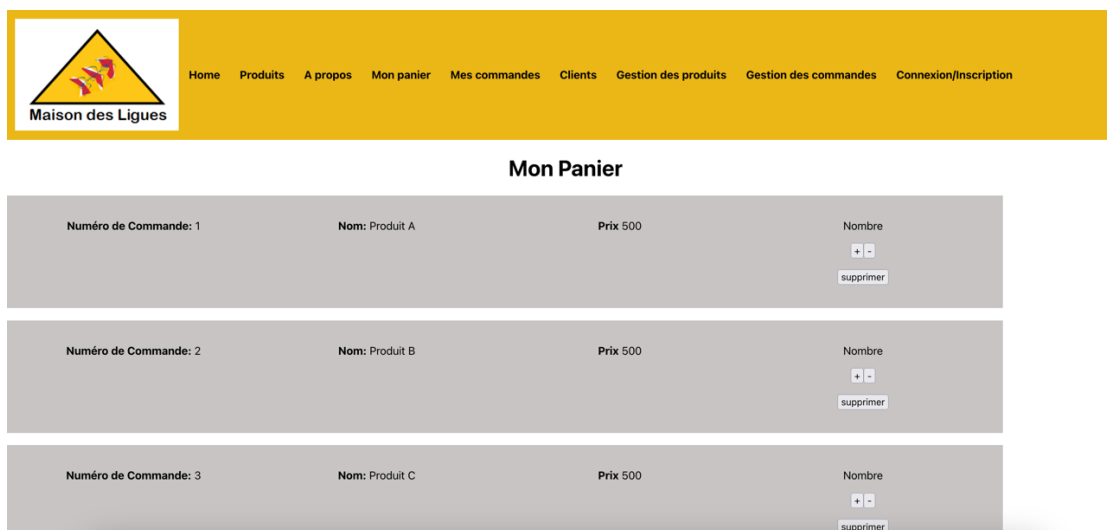 Maison des Ligues
Home Produits A propos Mon panier Mes commandes Clients Gestion des produits Gestion des commandes Connexion/Inscription
Mon Panier
Numéro de Commande: 1 Nom: Produit A Prix 500 Nombre
+ -
supprimer
Numéro de Commande: 2 Nom: Produit B Prix 500 Nombre
+ -
supprimer
Numéro de Commande: 3 Nom: Produit C Prix 500 Nombre
+ -
supprimer